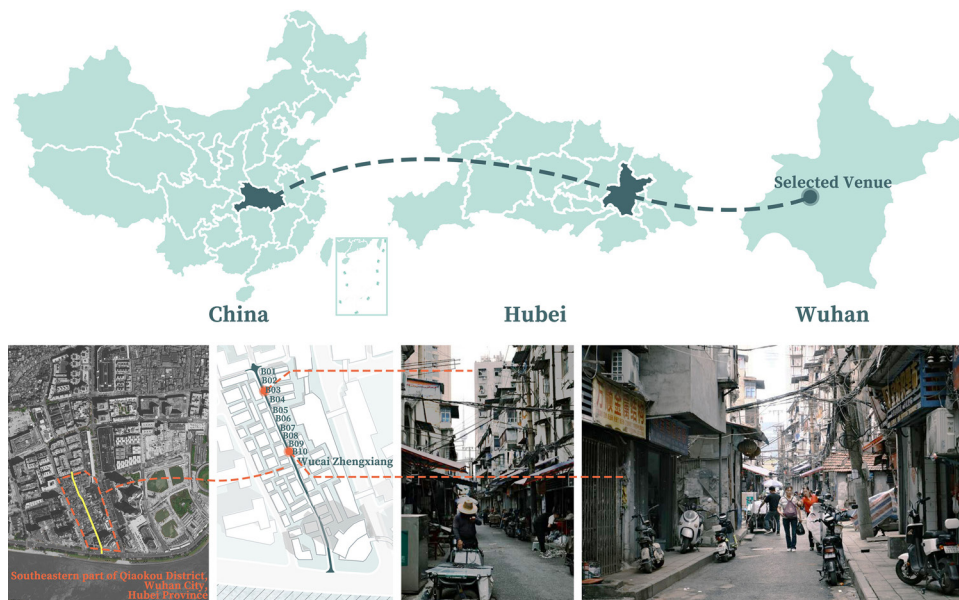 Selected Venue
China
Hubei
Wuhan
B01
B02
B03
B04
B05
B06
B07
B08
B09
B10
Wucai Zhengxiang
Southeastern part of Qiaokou District,
Wuhan City,
Hubei Province